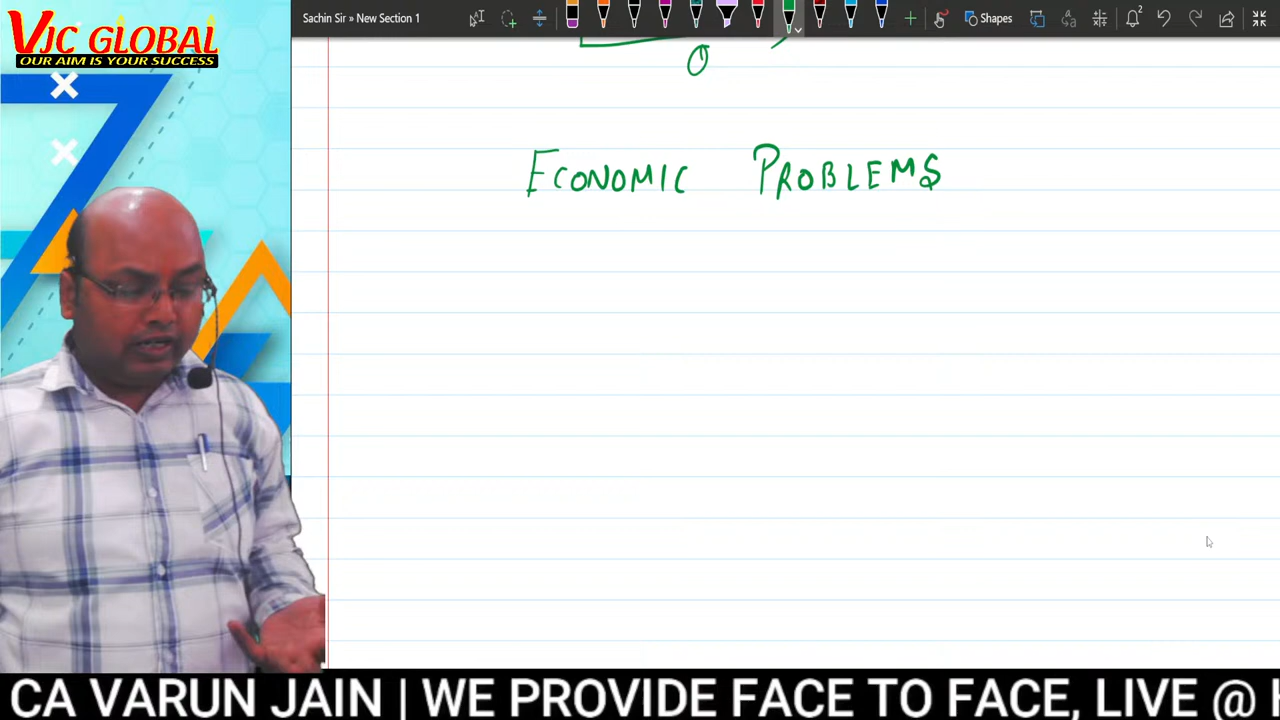 VJC GLOBAL
OUR AIM IS YOUR SUCCESS
Sachin Sir » New Section 1
Shapes
2
ECONOMIC PROBLEMS
CA VARUN JAIN | WE PROVIDE FACE TO FACE, LIVE @